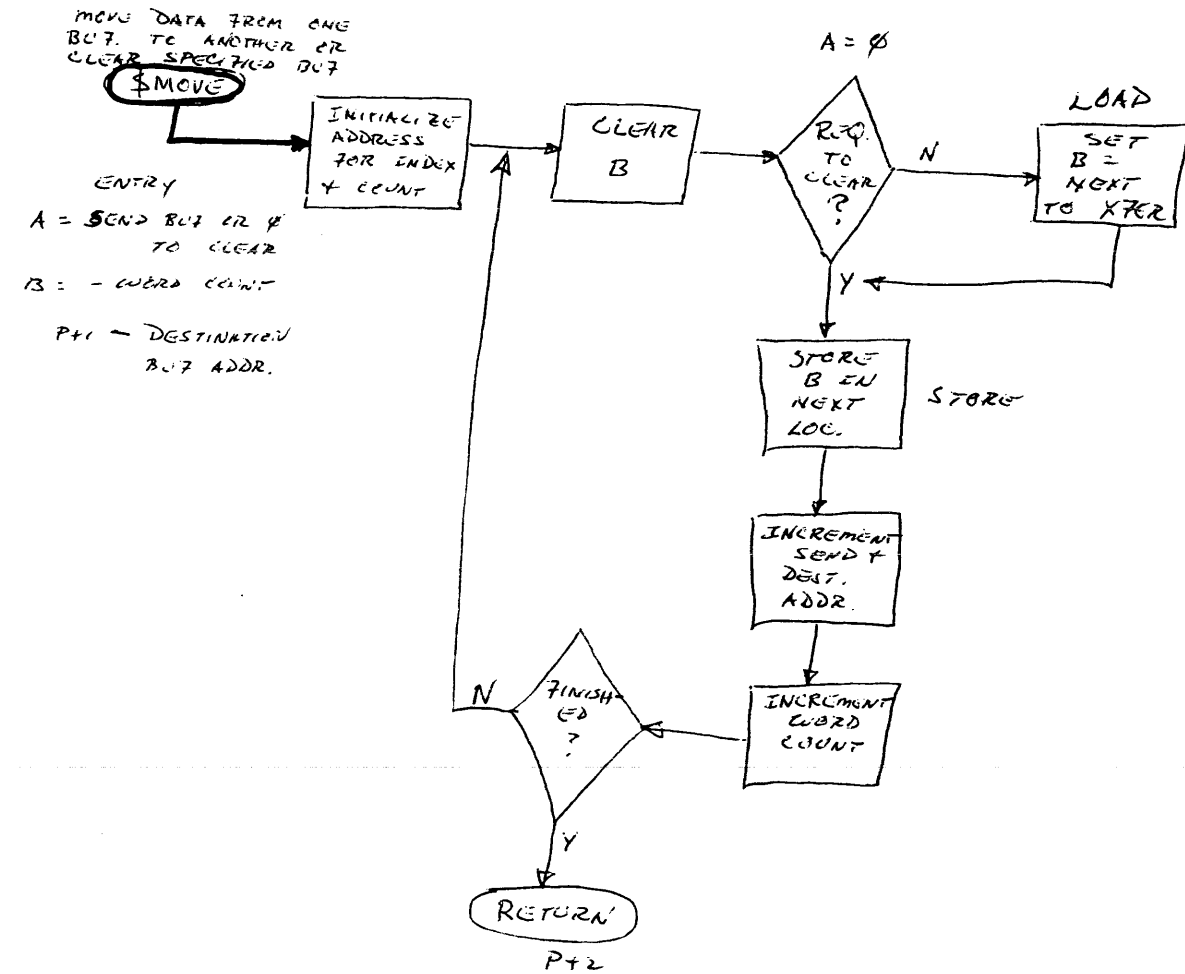 MOVE DATA FROM ONE
BUF. TO ANOTHER OR
CLEAR SPECIFIED BUF
$MOVE
ENTRY
A = SEND BUF OR Ø
TO CLEAR
B = - WORD COUNT
P+1 - DESTINATION
BUF ADDR.
INITIALIZE
ADDRESS
FOR INDEX
+ COUNT
CLEAR
B
A = Ø
REQ.
TO
CLEAR
?
N
LOAD
SET
B =
NEXT
TO XFER
Y
STORE
B IN
NEXT
LOC.
STORE
INCREMENT
SEND +
DEST.
ADDR.
INCREMENT
WORD
COUNT
FINISH-
ED
?
N
Y
RETURN
P+2